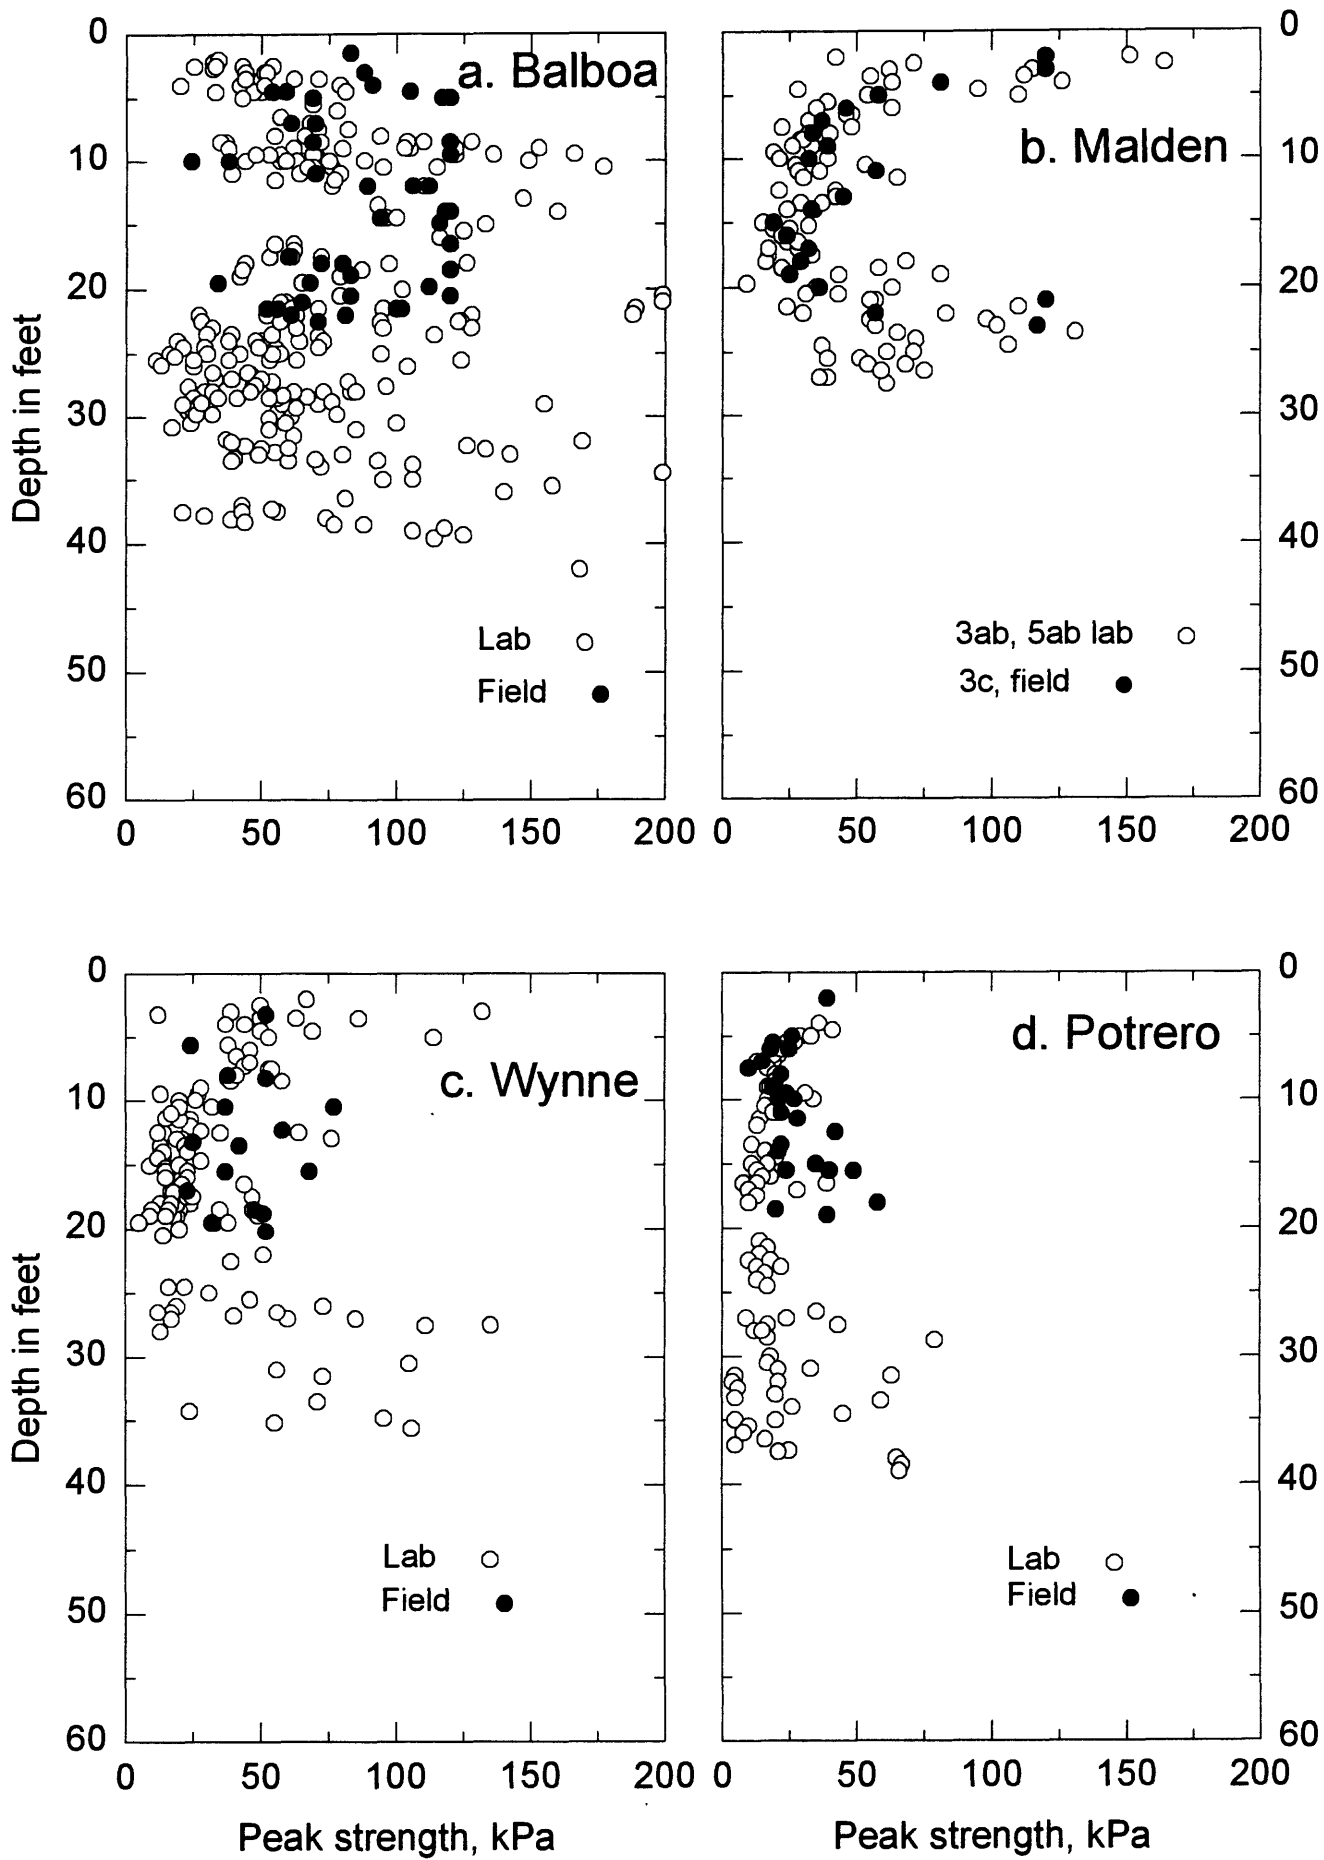 0
a. Balboa
10
20
30
40
50
60
Depth in feet
Lab
Field
0 50 100 150 200
0
b. Malden
10
20
30
40
50
60
3ab, 5ab lab
3c, field
0 50 100 150 200
0
c. Wynne
10
20
30
40
50
60
Depth in feet
Lab
Field
0 50 100 150 200
Peak strength, kPa
0
d. Potrero
10
20
30
40
50
60
Lab
Field
0 50 100 150 200
Peak strength, kPa